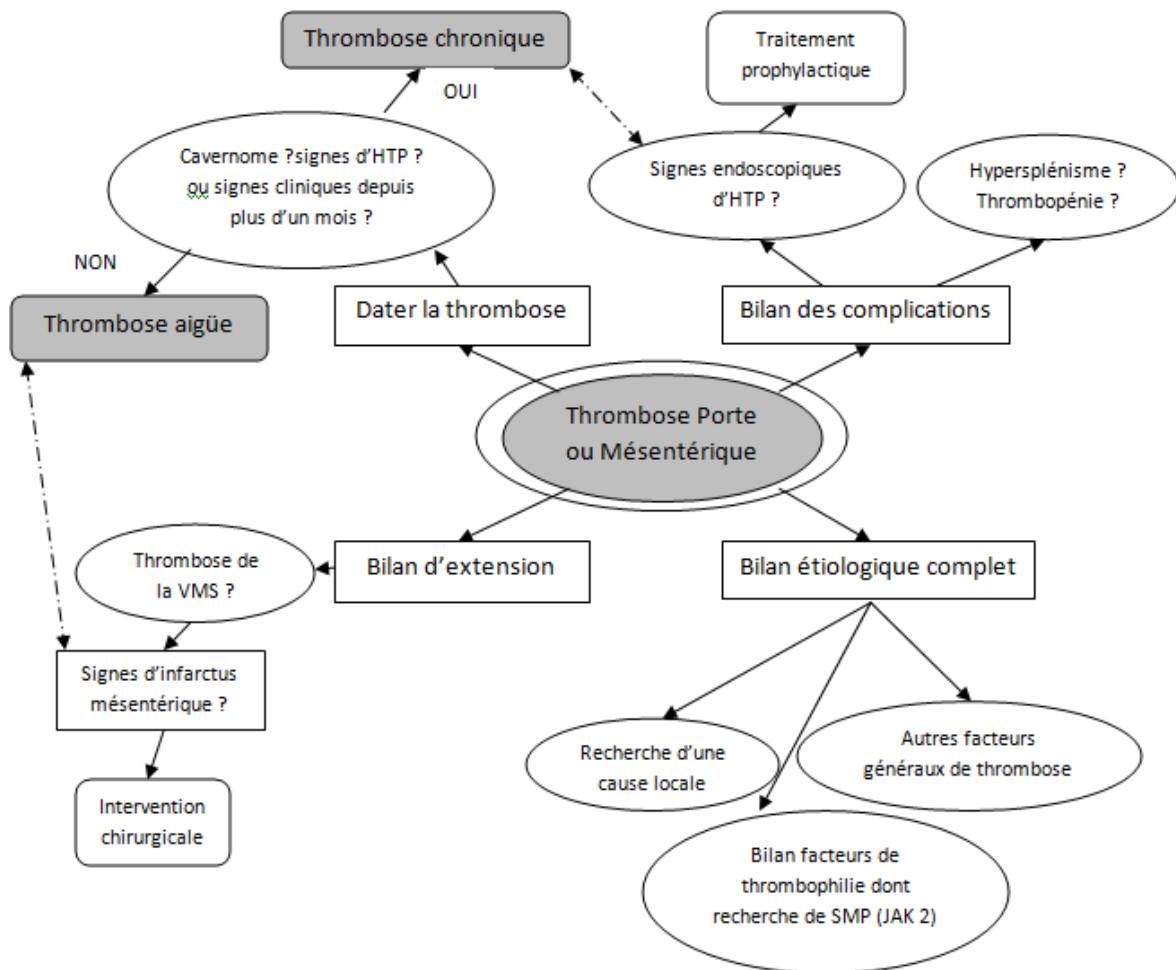 Thrombose chronique
Traitement
prophylactique
OUI
Cavernome ?signes d’HTP ?
ou signes cliniques depuis
plus d’un mois ?
Signes endoscopiques
d’HTP ?
Hypersplénisme ?
Thrombopénie ?
NON
Thrombose aigüe
Dater la thrombose
Bilan des complications
Thrombose Porte
ou Mésentérique
Thrombose de
la VMS ?
Bilan d’extension
Bilan étiologique complet
Signes d’infarctus
mésentérique ?
Recherche d’une
cause locale
Autres facteurs
généraux de thrombose
Intervention
chirurgicale
Bilan facteurs de
thrombophilie dont
recherche de SMP (JAK 2)